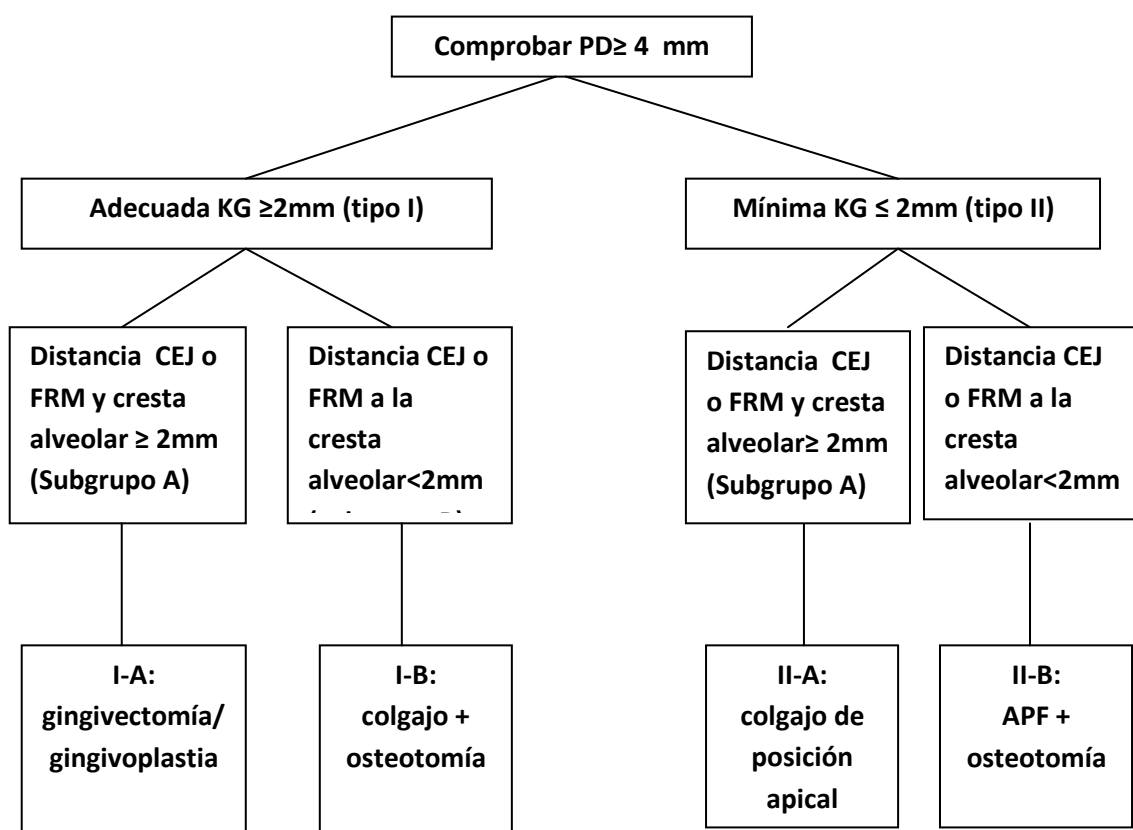 Comprobar PD≥ 4 mm
Adecuada KG ≥2mm (tipo I)
Mínima KG ≤ 2mm (tipo II)
Distancia CEJ o
FRM y cresta
alveolar ≥ 2mm
(Subgrupo A)
Distancia CEJ o
FRM a la
cresta
alveolar<2mm
Distancia CEJ
o FRM y cresta
alveolar≥ 2mm
(Subgrupo A)
Distancia CEJ
o FRM a la
cresta
alveolar<2mm
I-A:
gingivectomía/
gingivoplastia
I-B:
colgajo +
osteotomía
II-A:
colgajo de
posición
apical
II-B:
APF +
osteotomía